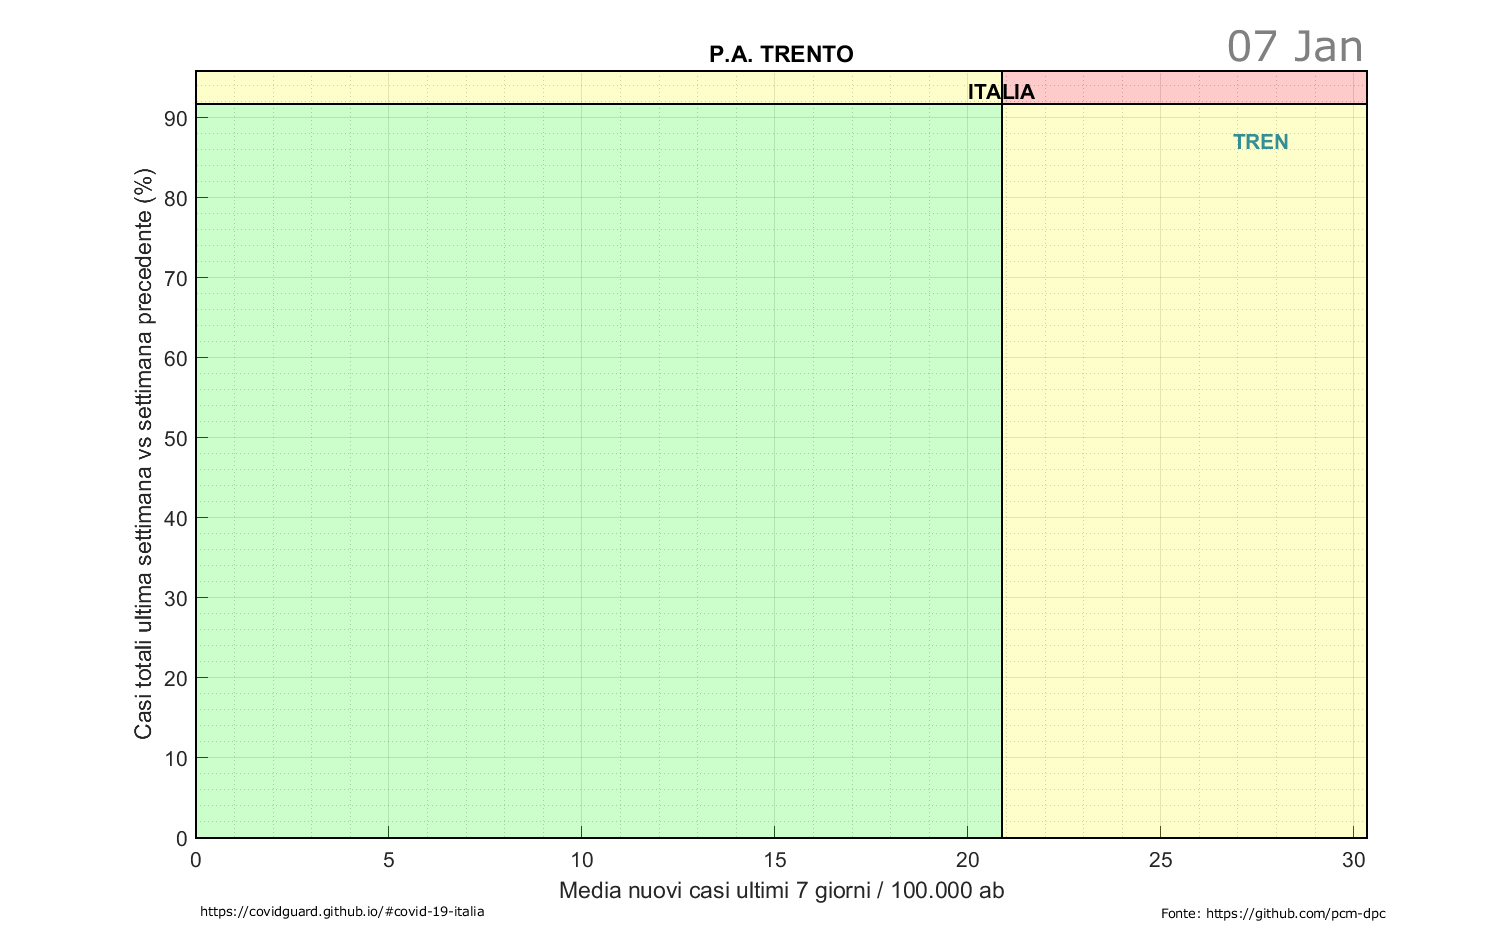 07 Jan
P.A. TRENTO
ITALIA
TREN
Casi totali ultima settimana vs settimana precedente (%)
90
80
70
60
50
40
30
20
10
0
0 5 10 15 20 25 30
Media nuovi casi ultimi 7 giorni / 100.000 ab
https://covidguard.github.io/#covid-19-italia
Fonte: https://github.com/pcm-dpc